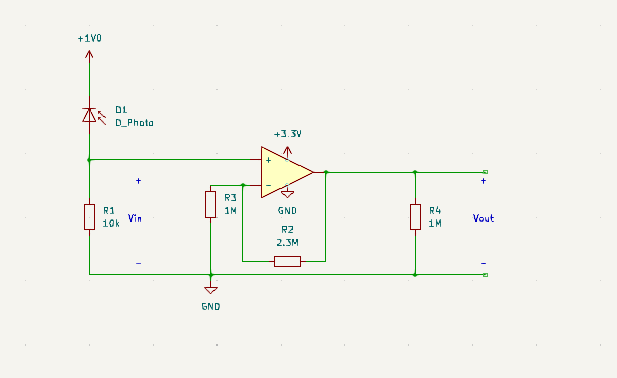 +1V0
D1
D_Photo
+3.3V
+
-
+
R1
10k
Vin
-
R3
1M
GND
R2
2.3M
R4
1M
+
Vout
-
GND